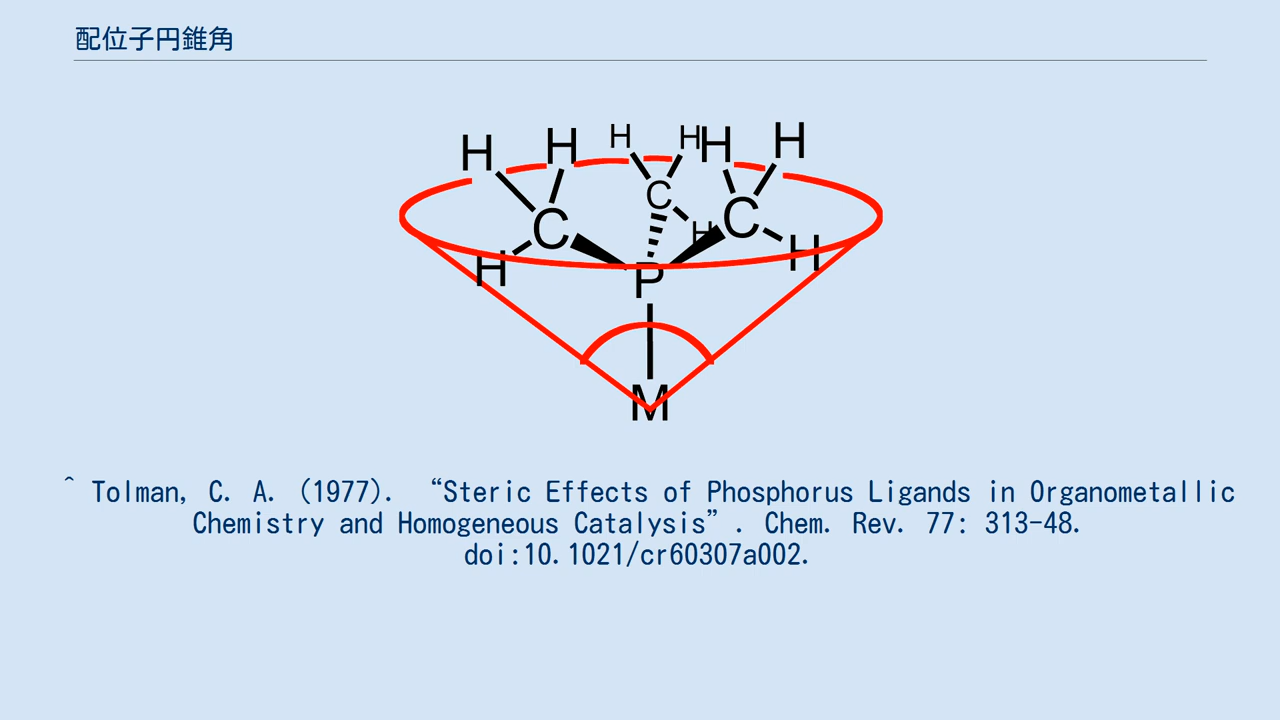 配位子円錐角
H H H H H H
C C C
H H H
P
M
^ Tolman, C. A. (1977). “Steric Effects of Phosphorus Ligands in Organometallic
Chemistry and Homogeneous Catalysis”. Chem. Rev. 77: 313-48.
doi:10.1021/cr60307a002.